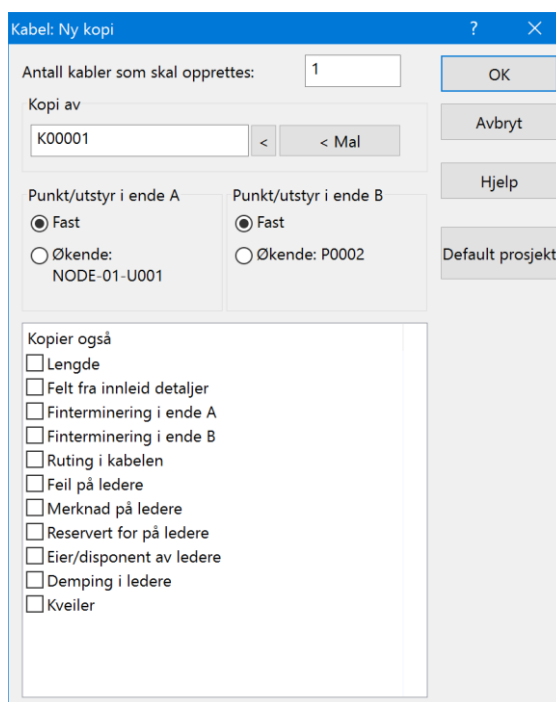 Kabel: Ny kopi
?
Antall kabler som skal opprettes:
1
OK
Kopi av
K00001
<
< Mal
Avbryt
Hjelp
Punkt/utstyr i ende A
Fast
Økende:
NODE-01-U001
Punkt/utstyr i ende B
Fast
Økende: P0002
Default prosjekt
Kopier også
Lengde
Felt fra innleid detaljer
Finterminering i ende A
Finterminering i ende B
Ruting i kabelen
Feil på ledere
Merknad på ledere
Reservert for på ledere
Eier/disponent av ledere
Demping i ledere
Kveiler